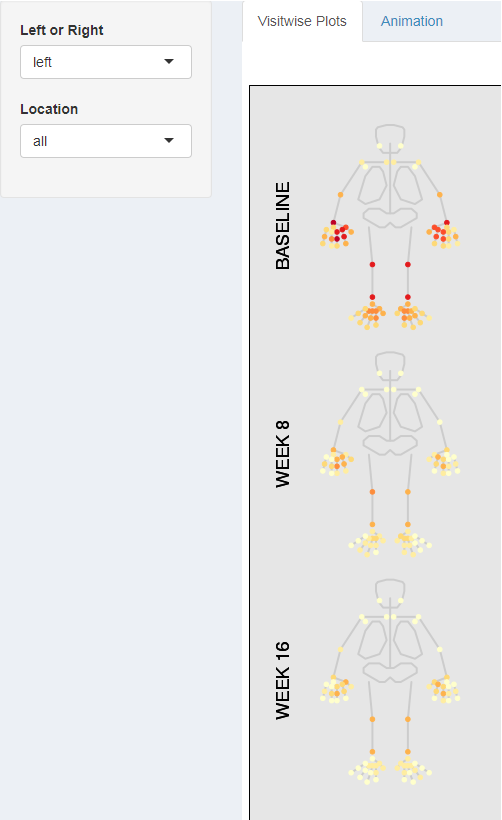 Left or Right
left
Location
all
Visitwise Plots
Animation
BASELINE
WEEK 8
WEEK 16